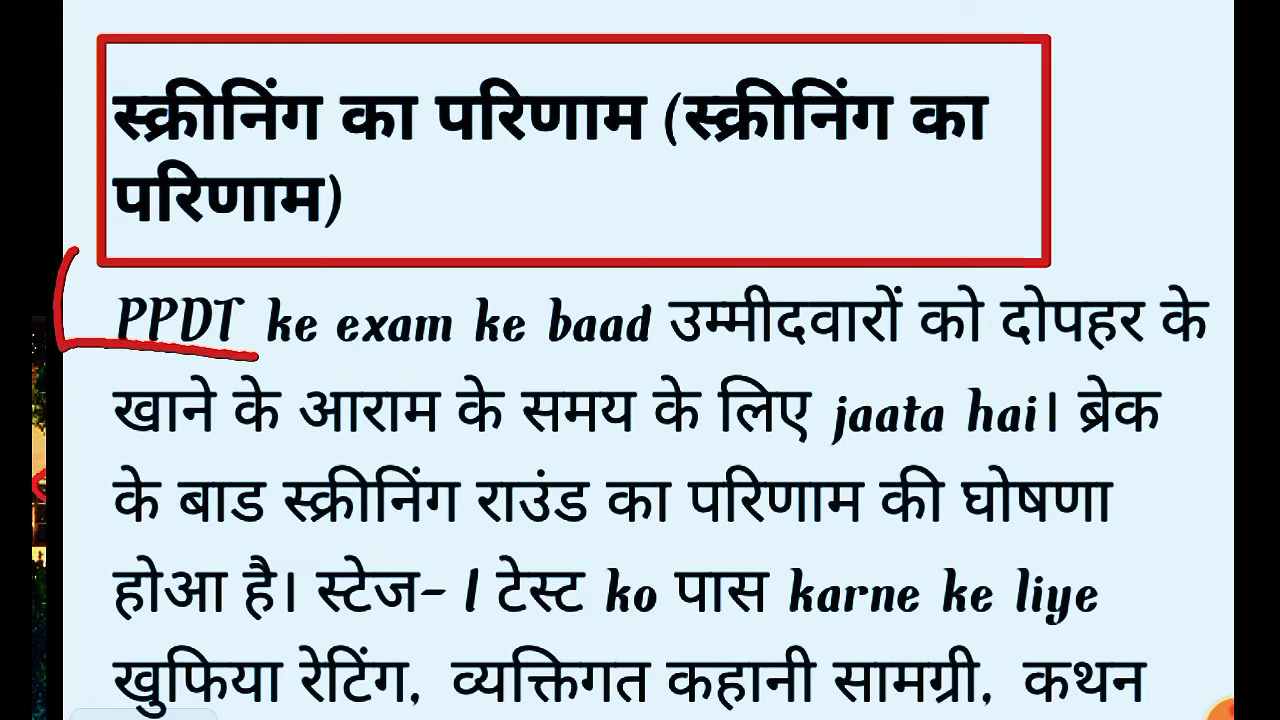 स्क्रीनिंग का परिणाम (स्क्रीनिंग का
परिणाम)
PPDT ke exam ke baad उम्मीदवारों को दोपहर के
खाने के आराम के समय के लिए jaata hai। ब्रेक
के बाड स्क्रीनिंग राउंड का परिणाम की घोषणा
होआ है। स्टेज- I टेस्ट ko पास karne ke liye
खुफिया रेटिंग, व्यक्तिगत कहानी सामग्री, कथन